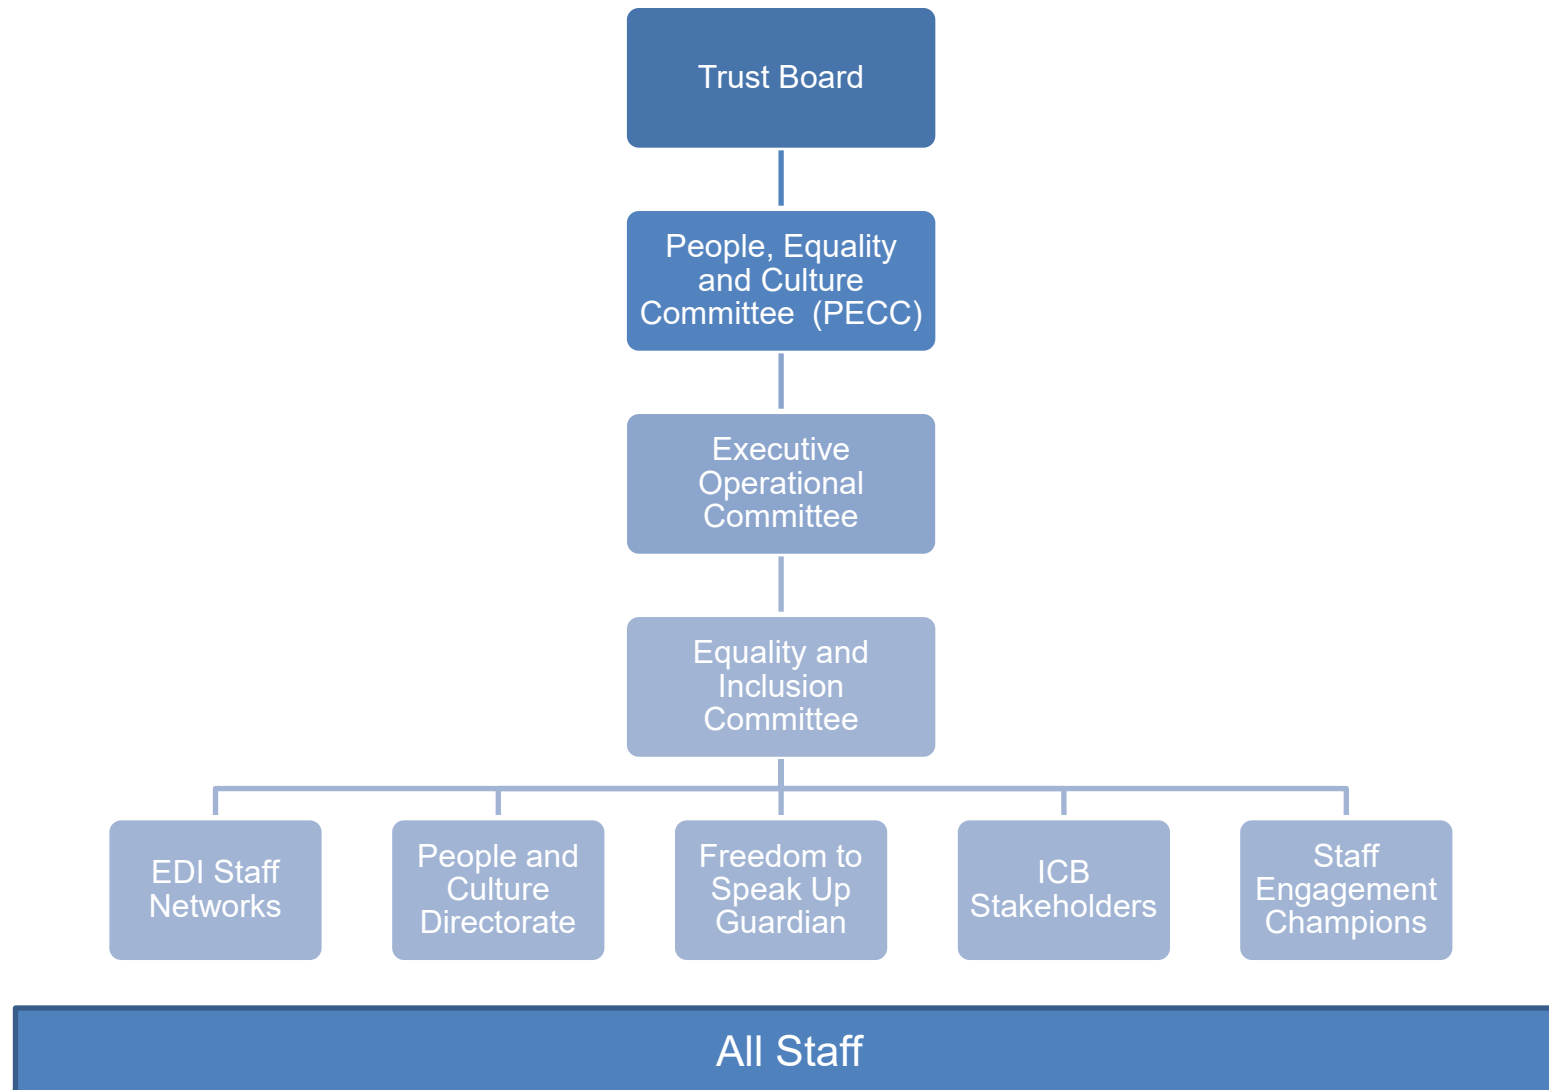 Trust Board
People, Equality
and Culture
Committee  (PECC)
Executive
Operational
Committee
Equality and
Inclusion
Committee
EDI Staff
Networks
People and
Culture
Directorate
Freedom to
Speak Up
Guardian
ICB
Stakeholders
Staff
Engagement
Champions
All Staff